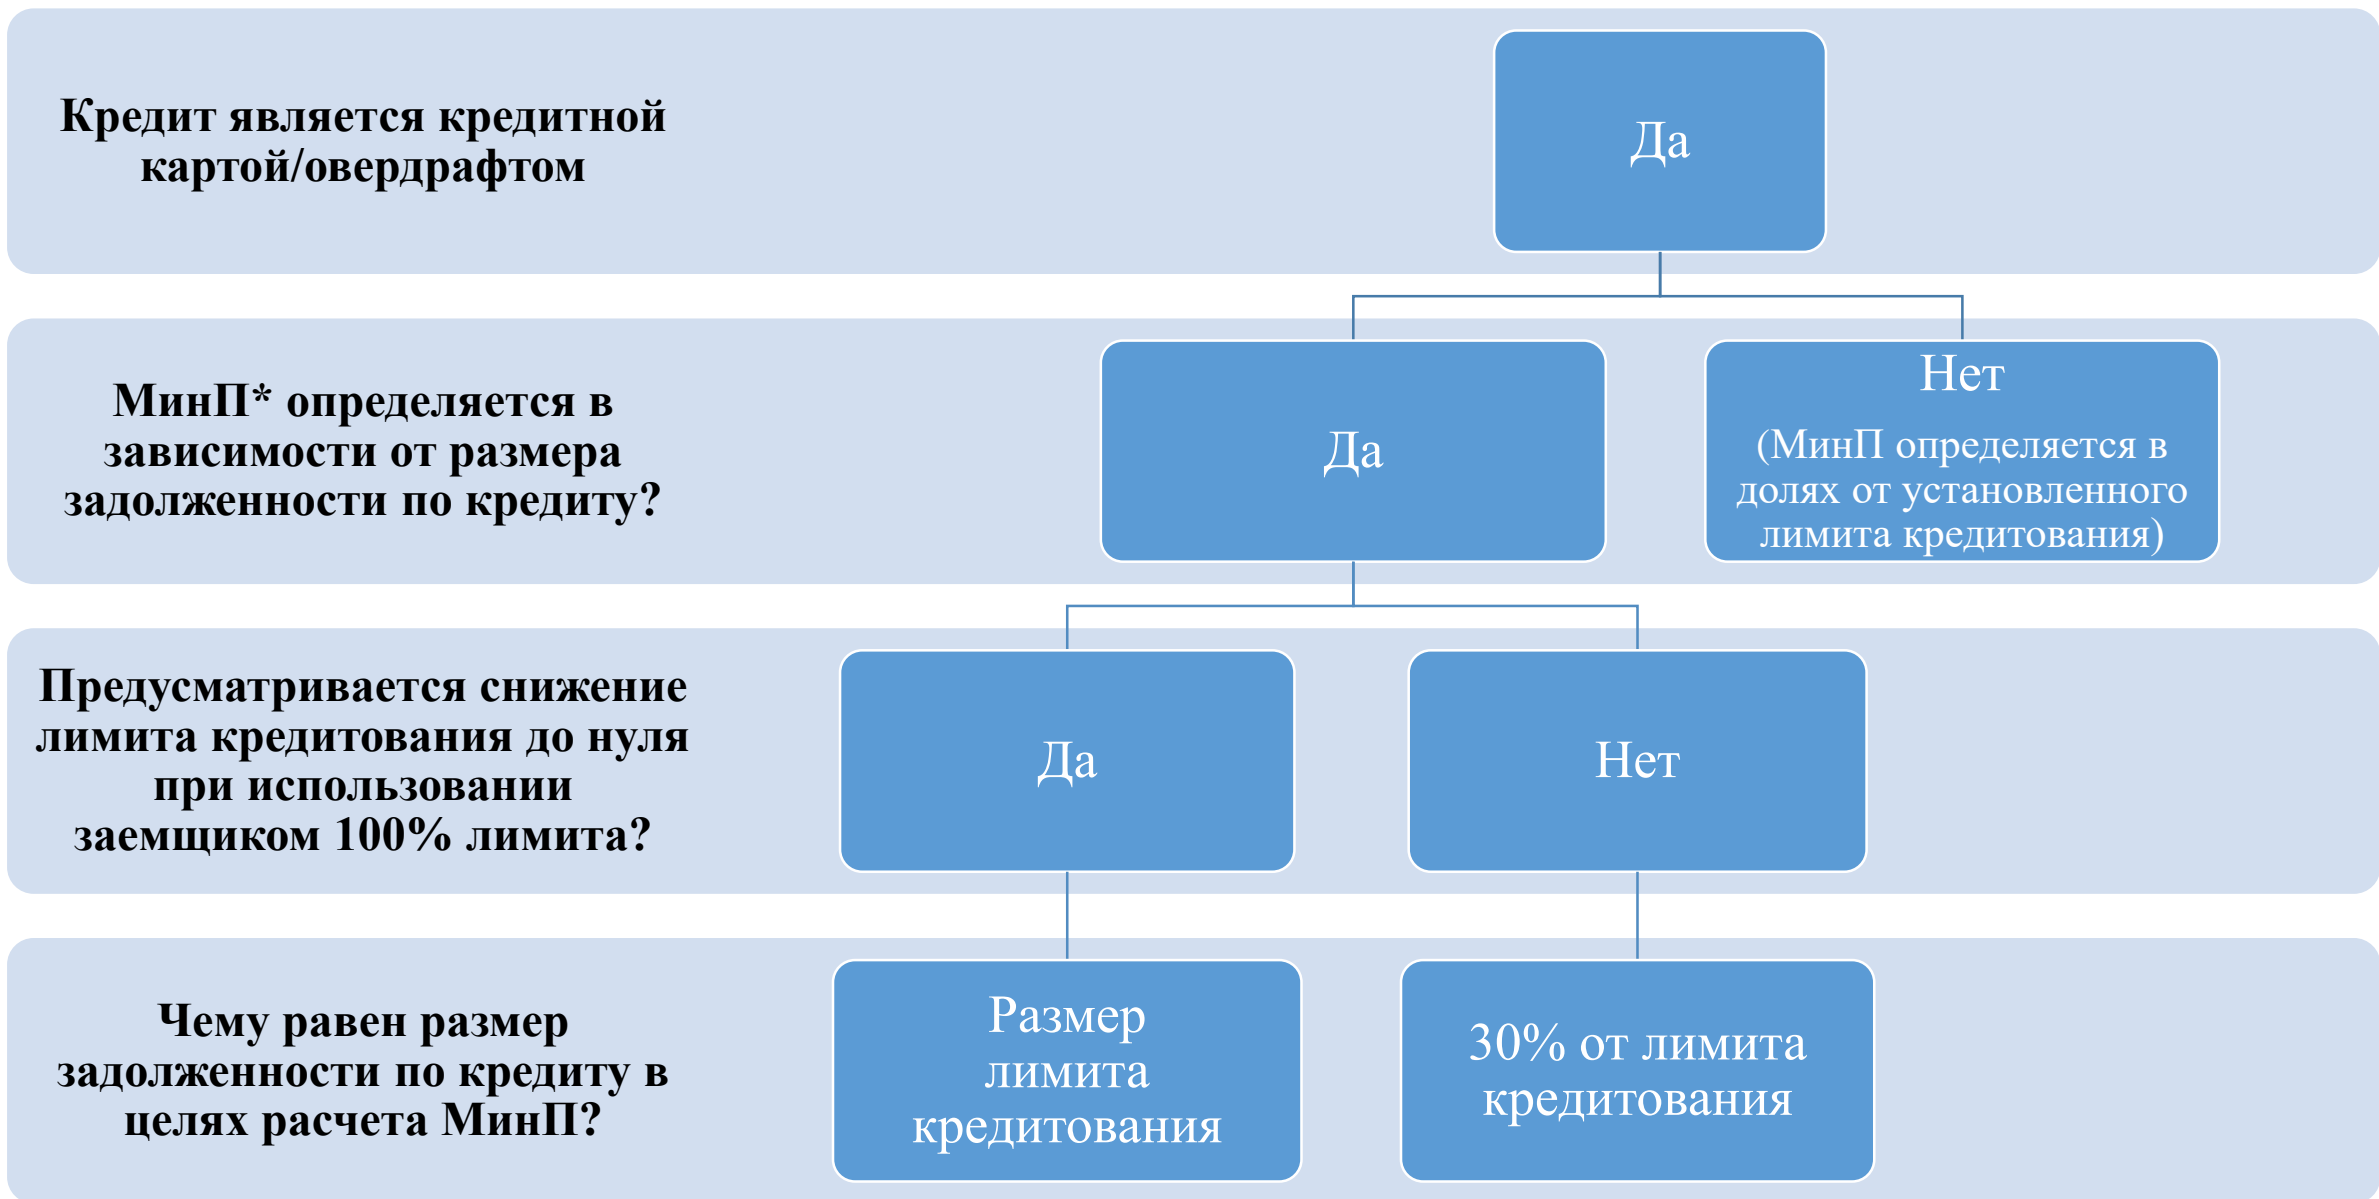 Кредит является кредитной
картой/овердрафтом
Да
МинП* определяется в
зависимости от размера
задолженности по кредиту?
Да
Нет
(МинП определяется в
долях от установленного
лимита кредитования)
Предусматривается снижение
лимита кредитования до нуля
при использовании
заемщиком 100% лимита?
Да
Нет
Чему равен размер
задолженности по кредиту в
целях расчета МинП?
Размер
лимита
кредитования
30% от лимита
кредитования